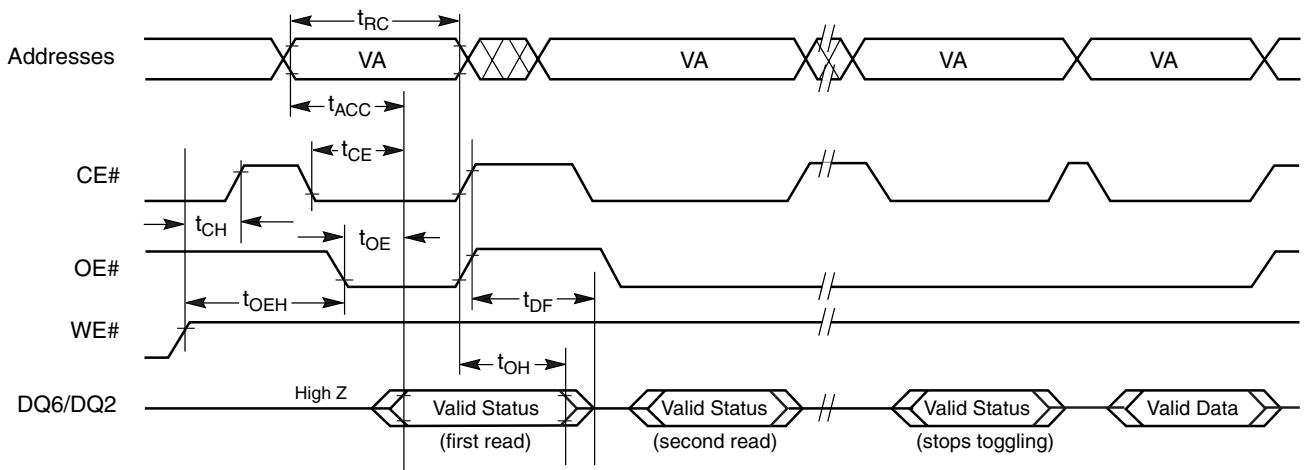 tRC
Addresses VA VA VA VA
tACC
tCE
CE#
tCH tOE
OE#
tOEH tDF
WE#
tOH
High Z
DQ6/DQ2 Valid Status Valid Status Valid Status Valid Data
(first read) (second read) (stops toggling)